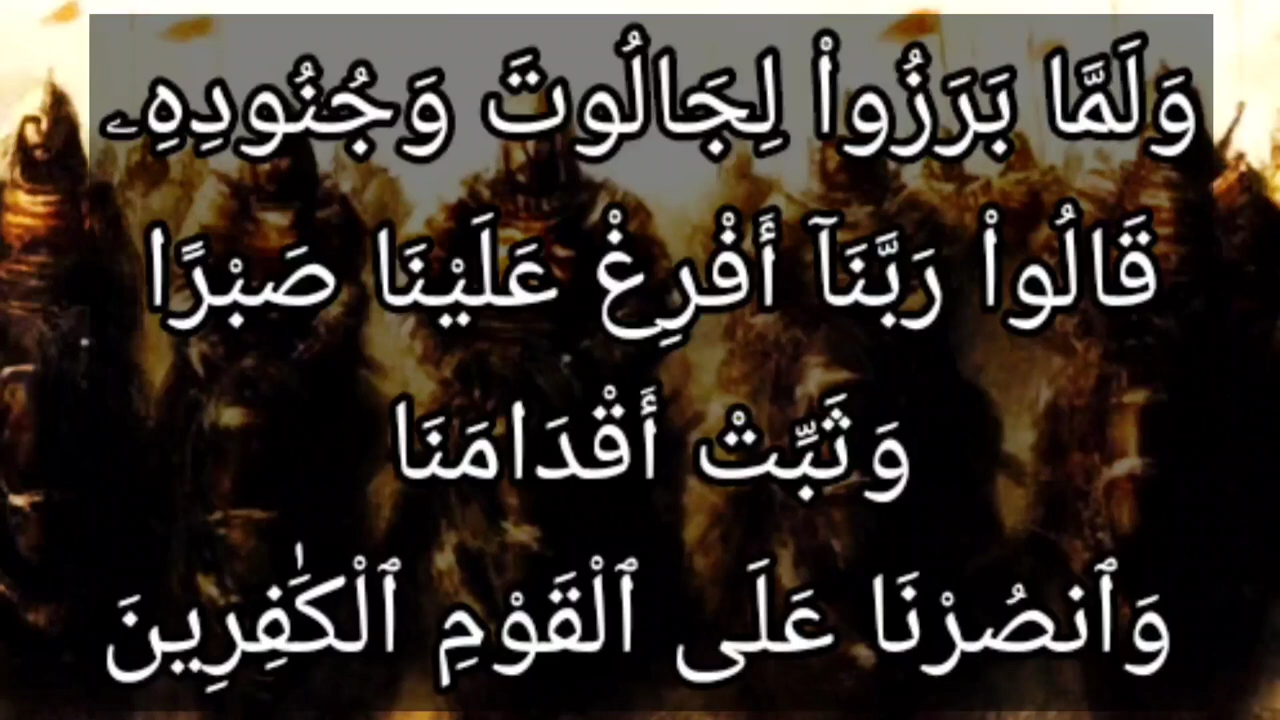 وَلَمَّا بَرَزُوا۟ لِجَالُوتَ وَجُنُودِهِۦ
قَالُوا۟ رَبَّنَآ أَفْرِغْ عَلَيْنَا صَبْرًا
وَثَبِّتْ أَقْدَامَنَا
وَٱنصُرْنَا عَلَى ٱلْقَوْمِ ٱلْكَٰفِرِينَ